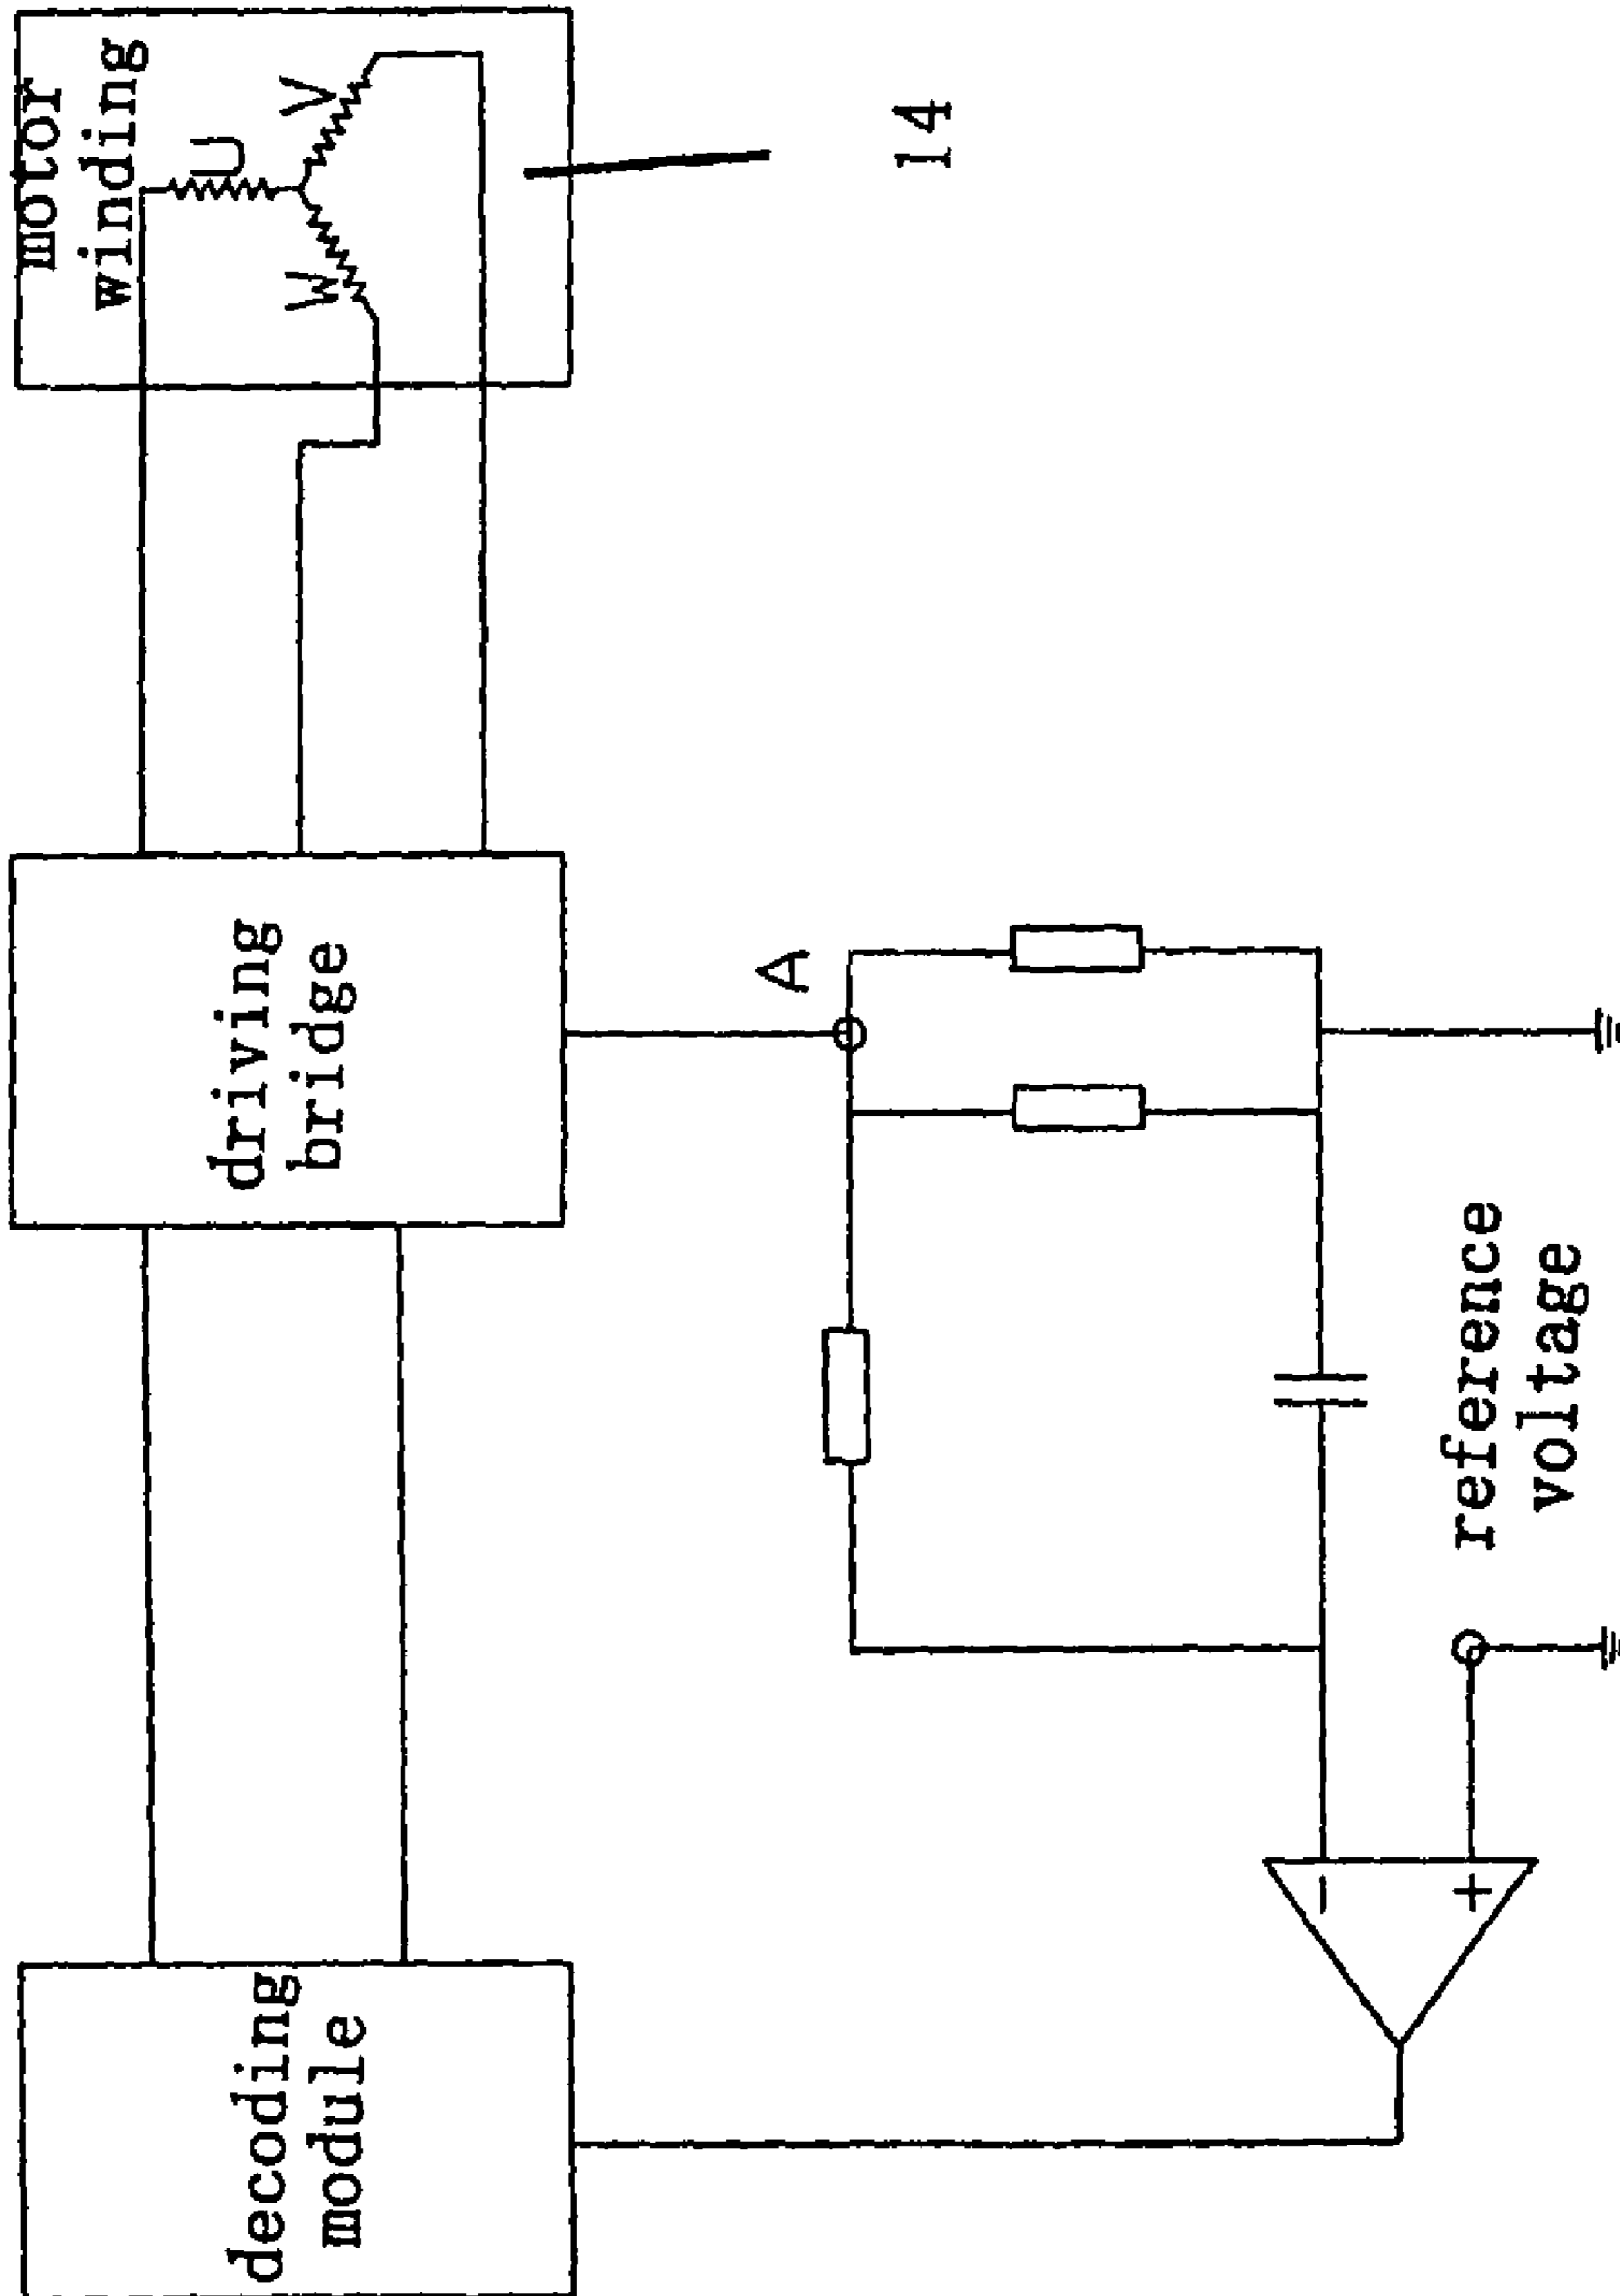 decoding
module
driving
bridge
motor
winding
U
W
V
A
14
-
+
reference
voltage